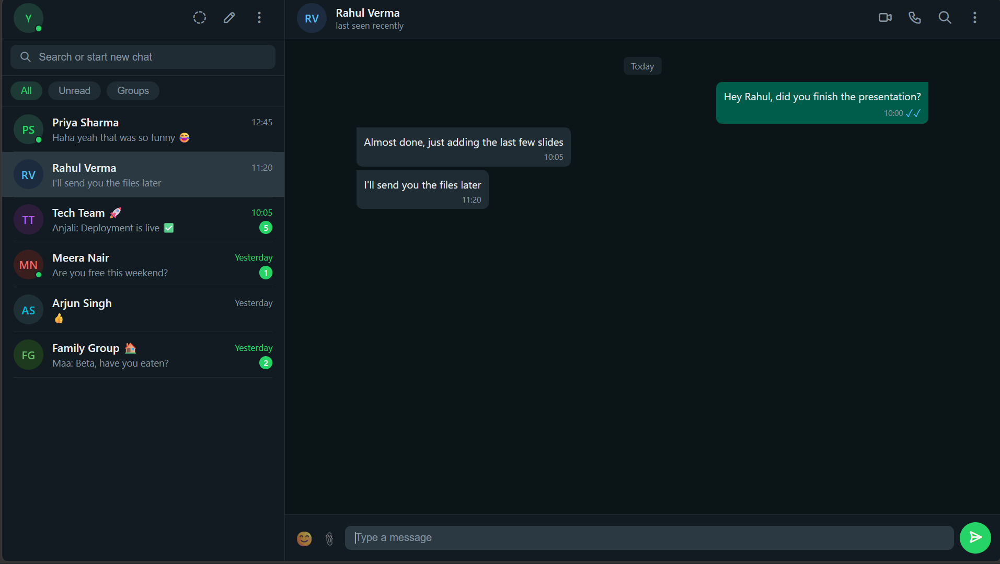 Y
Search or start new chat
All Unread Groups
PS Priya Sharma 12:45
Haha yeah that was so funny 😂
RV Rahul Verma 11:20
I'll send you the files later
TT Tech Team 🚀 10:05
Anjali: Deployment is live ✅ 5
MN Meera Nair Yesterday
Are you free this weekend? 1
AS Arjun Singh Yesterday
👍
FG Family Group 🏠 Yesterday
Maa: Beta, have you eaten? 2
RV Rahul Verma
last seen recently
Today
Hey Rahul, did you finish the presentation?
10:00 ✓✓
Almost done, just adding the last few slides
10:05
I'll send you the files later
11:20
Type a message